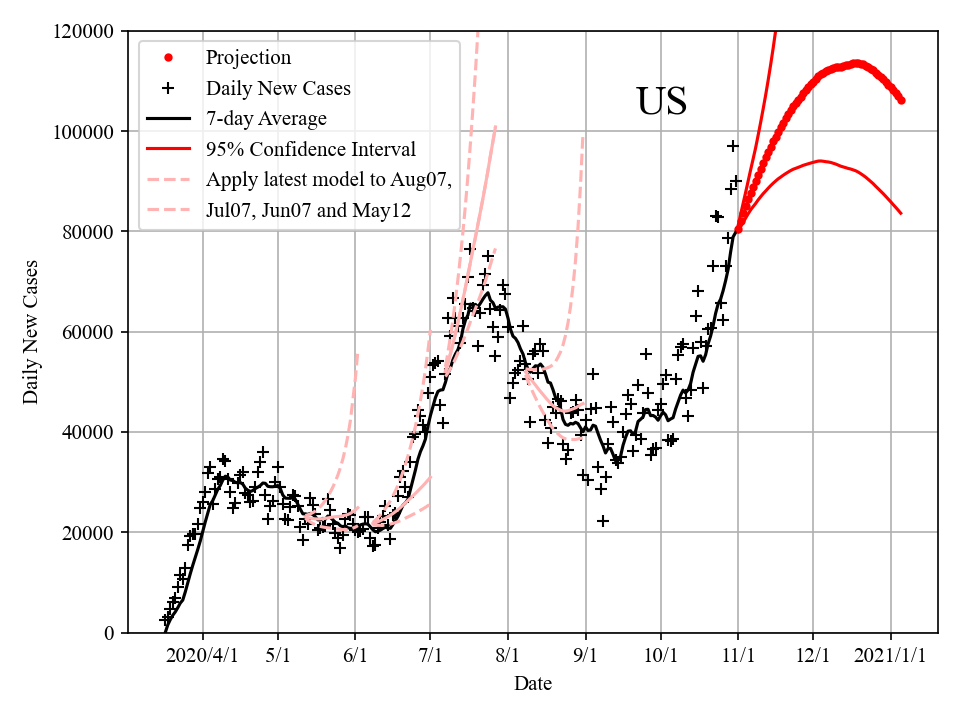 120000
100000
80000
60000
40000
20000
0
Daily New Cases
Projection
Daily New Cases
7-day Average
95% Confidence Interval
Apply latest model to Aug07,
Jul07, Jun07 and May12
US
2020/4/1 5/1 6/1 7/1 8/1 9/1 10/1 11/1 12/1 2021/1/1
Date